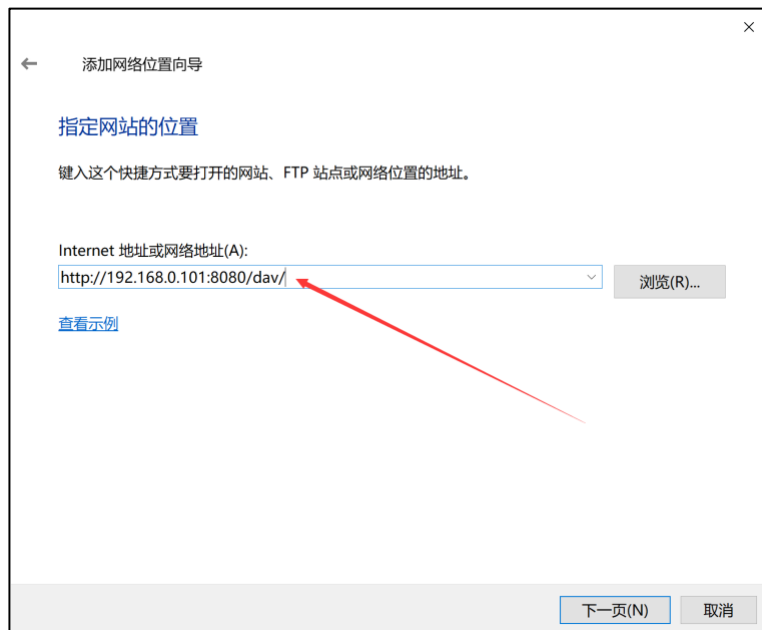 添加网络位置向导
指定网站的位置
键入这个快捷方式要打开的网站、FTP 站点或网络位置的地址。
Internet 地址或网络地址(A):
http://192.168.0.101:8080/dav/
浏览(R)...
查看示例
下一页(N)
取消